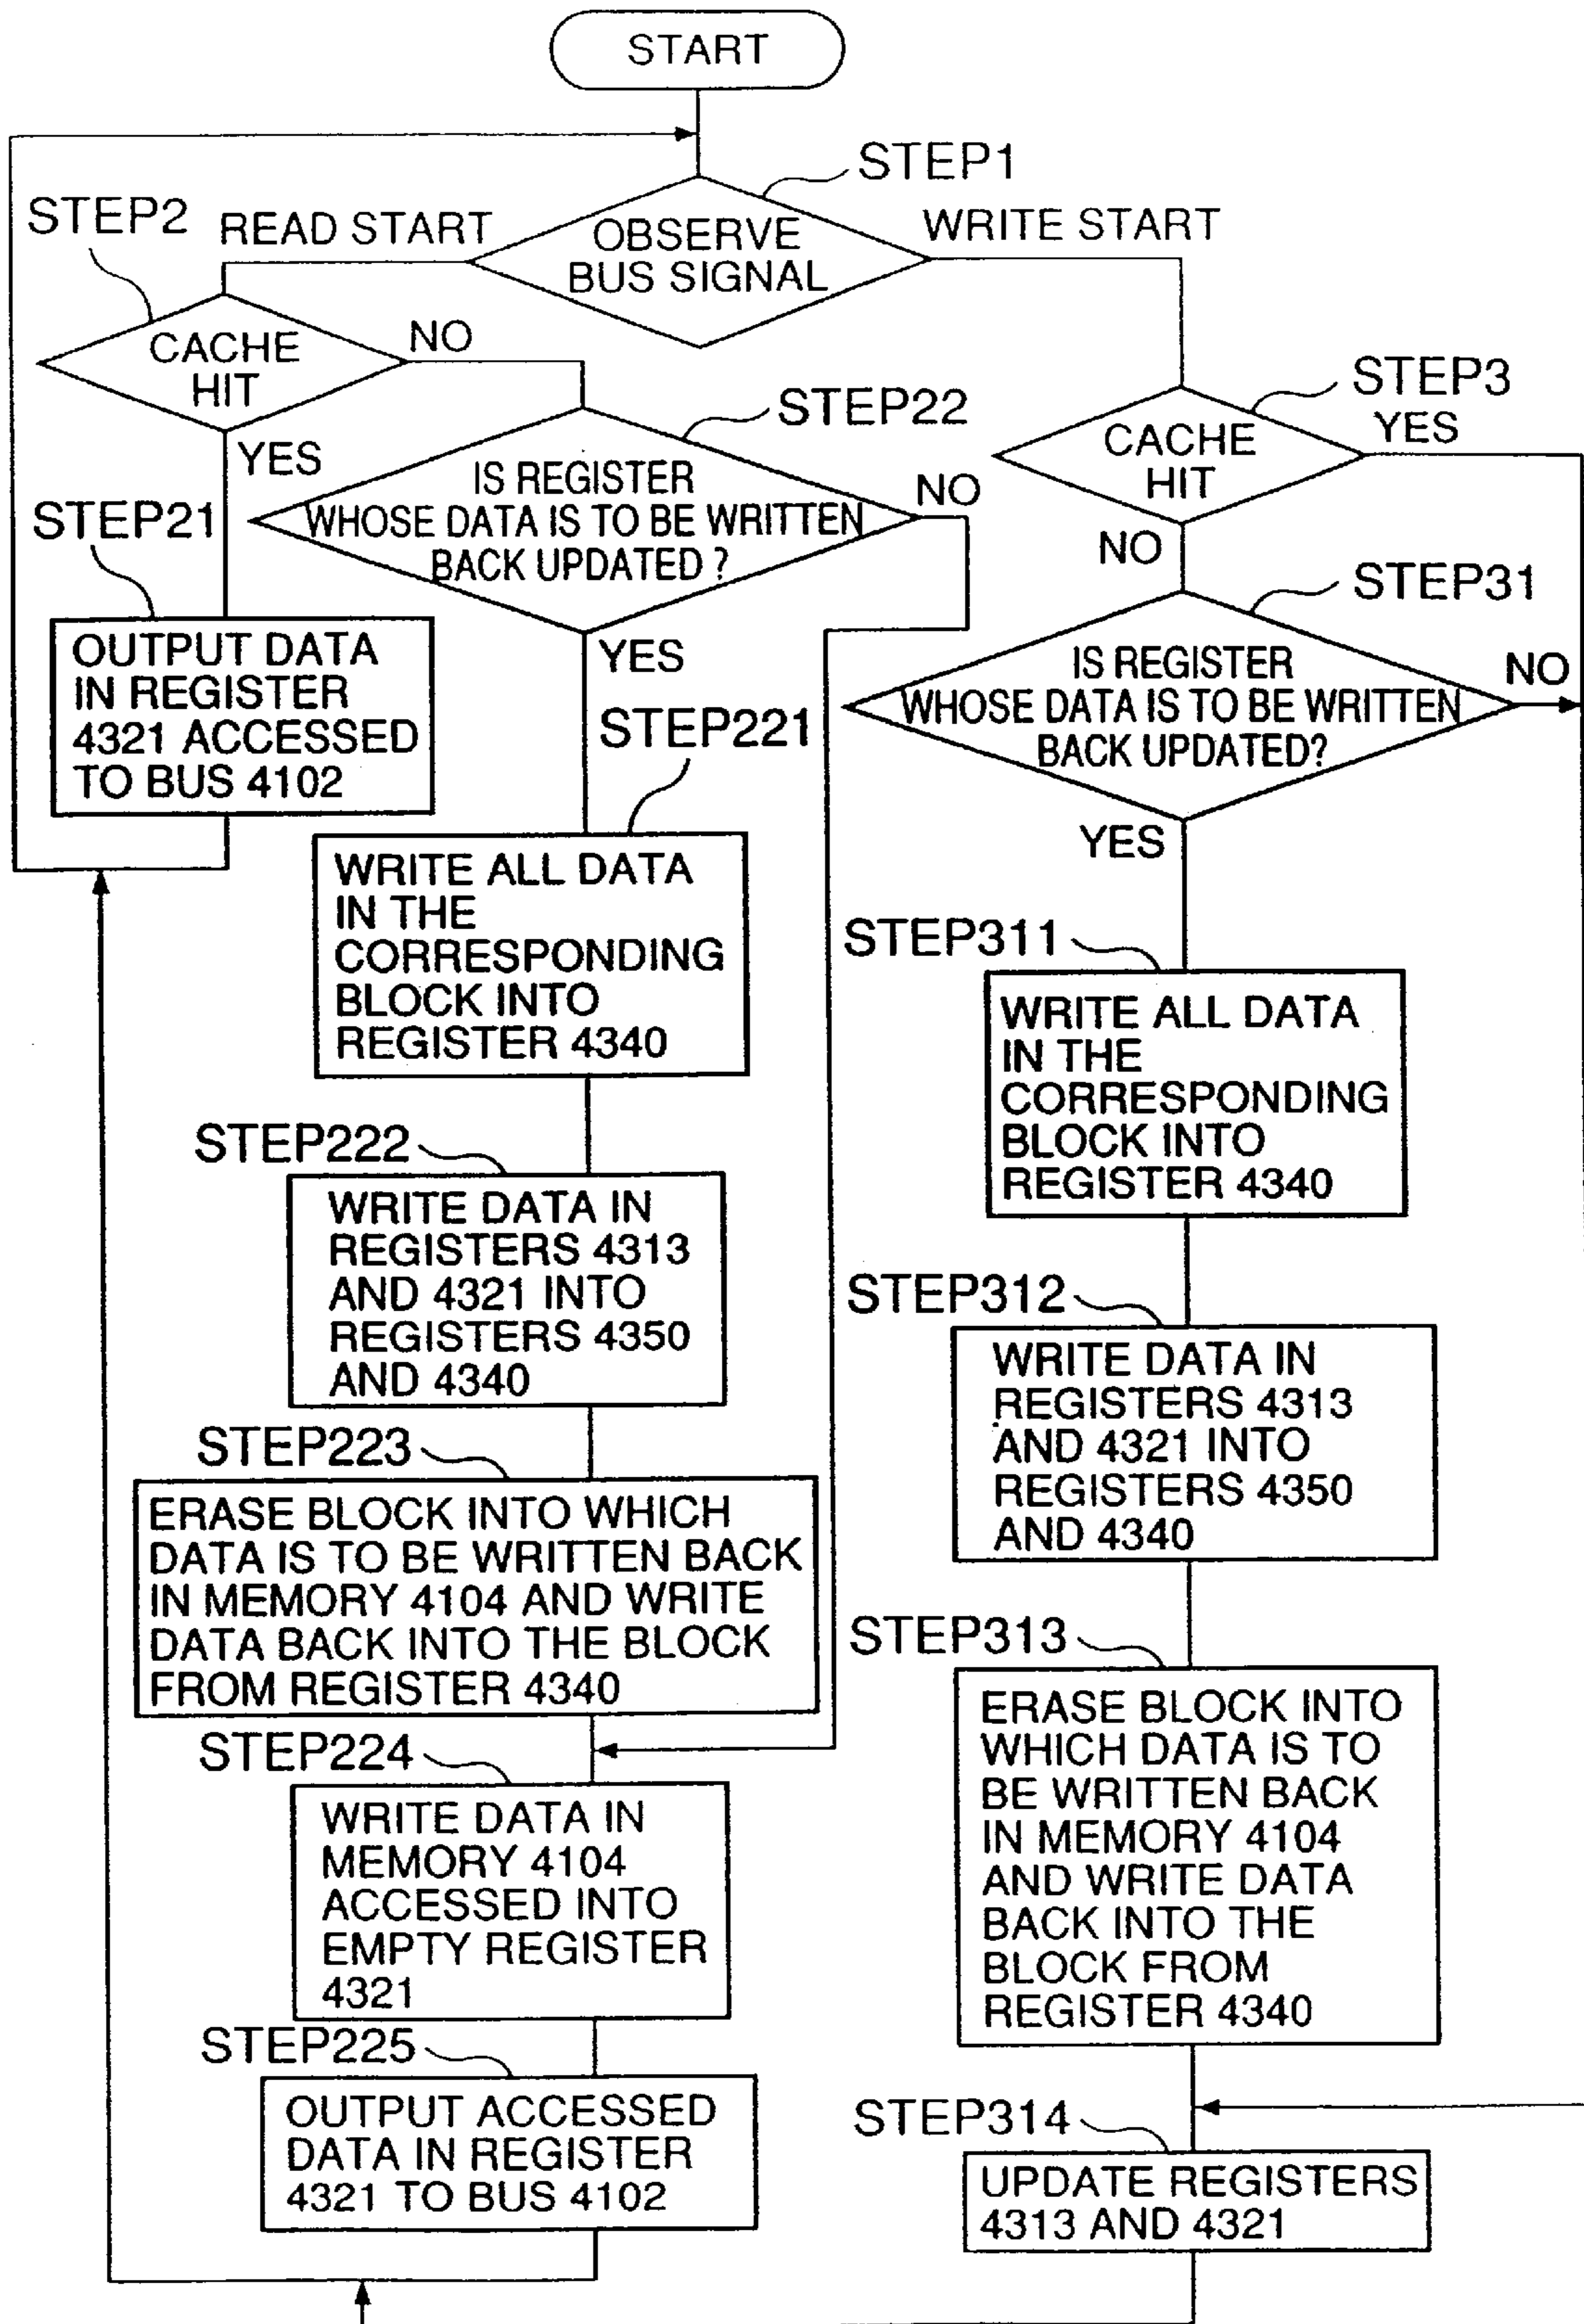 START
STEP1
STEP2
READ START
OBSERVE
BUS SIGNAL
WRITE START
CACHE
HIT
NO
YES
STEP22
IS REGISTER
WHOSE DATA IS TO BE WRITTEN
BACK UPDATED ?
NO
YES
STEP3
CACHE
HIT
YES
NO
STEP21
OUTPUT DATA
IN REGISTER
4321 ACCESSED
TO BUS 4102
STEP31
IS REGISTER
WHOSE DATA IS TO BE WRITTEN
BACK UPDATED?
NO
YES
STEP221
WRITE ALL DATA
IN THE
CORRESPONDING
BLOCK INTO
REGISTER 4340
STEP222
WRITE DATA IN
REGISTERS 4313
AND 4321 INTO
REGISTERS 4350
AND 4340
STEP223
ERASE BLOCK INTO WHICH
DATA IS TO BE WRITTEN BACK
IN MEMORY 4104 AND WRITE
DATA BACK INTO THE BLOCK
FROM REGISTER 4340
STEP224
WRITE DATA IN
MEMORY 4104
ACCESSED INTO
EMPTY REGISTER
4321
STEP225
OUTPUT ACCESSED
DATA IN REGISTER
4321 TO BUS 4102
STEP311
WRITE ALL DATA
IN THE
CORRESPONDING
BLOCK INTO
REGISTER 4340
STEP312
WRITE DATA IN
REGISTERS 4313
AND 4321 INTO
REGISTERS 4350
AND 4340
STEP313
ERASE BLOCK INTO
WHICH DATA IS TO
BE WRITTEN BACK
IN MEMORY 4104
AND WRITE DATA
BACK INTO THE
BLOCK FROM
REGISTER 4340
STEP314
UPDATE REGISTERS
4313 AND 4321